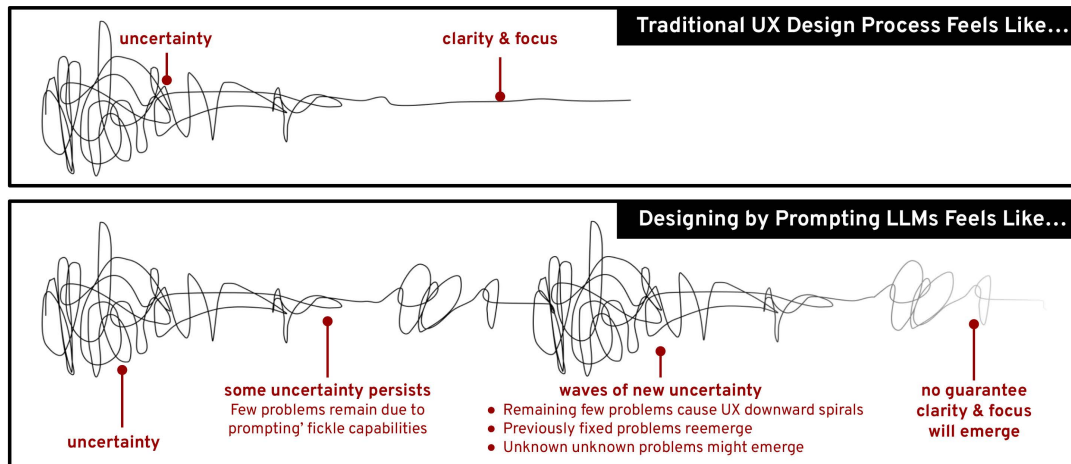 Traditional UX Design Process Feels Like...
uncertainty
clarity & focus
Designing by Prompting LLMs Feels Like...
uncertainty
some uncertainty persists
Few problems remain due to
prompting' fickle capabilities
waves of new uncertainty
● Remaining few problems cause UX downward spirals
● Previously fixed problems reemerge
● Unknown unknown problems might emerge
no guarantee
clarity & focus
will emerge